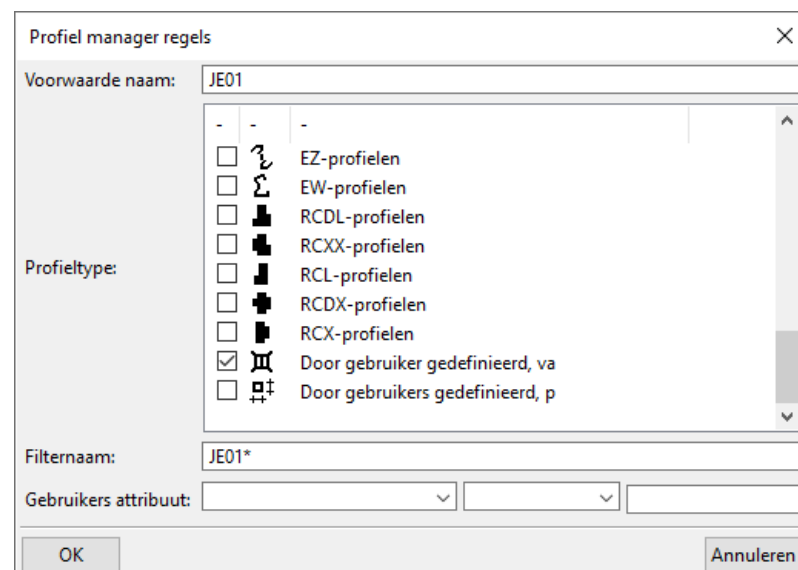 Profiel manager regels
Voorwaarde naam: JE01
- - -
EZ-profielen
EW-profielen
RCDL-profielen
RCXX-profielen
Profieltype:
RCL-profielen
RCDX-profielen
RCX-profielen
Door gebruiker gedefinieerd, va
Door gebruikers gedefinieerd, p
Filternaam: JE01*
Gebruikers attribuut:
OK Annuleren